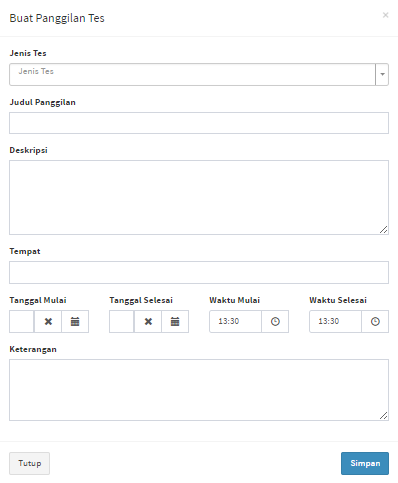 Buat Panggilan Tes ×
Jenis Tes
Jenis Tes
Judul Panggilan
Deskripsi
Tempat
Tanggal Mulai Tanggal Selesai Waktu Mulai Waktu Selesai
13:30 13:30
Keterangan
Tutup Simpan